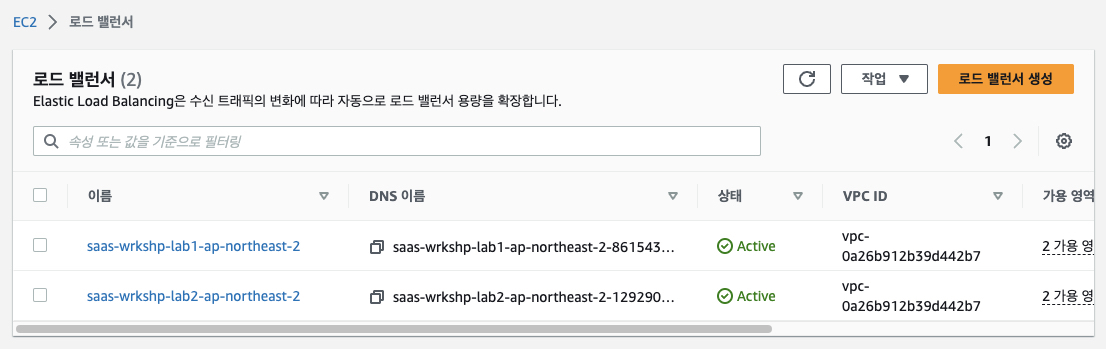 EC2 > 로드 밸런서
로드 밸런서 (2)
Elastic Load Balancing은 수신 트래픽의 변화에 따라 자동으로 로드 밸런서 용량을 확장합니다.
작업
로드 밸런서 생성
속성 또는 값을 기준으로 필터링
1
이름 DNS 이름 상태 VPC ID 가용 영역
saas-wrkshp-lab1-ap-northeast-2 saas-wrkshp-lab1-ap-northeast-2-861543... Active vpc-
0a26b912b39d442b7 2 가용 영
saas-wrkshp-lab2-ap-northeast-2 saas-wrkshp-lab2-ap-northeast-2-129290... Active vpc-
0a26b912b39d442b7 2 가용 영